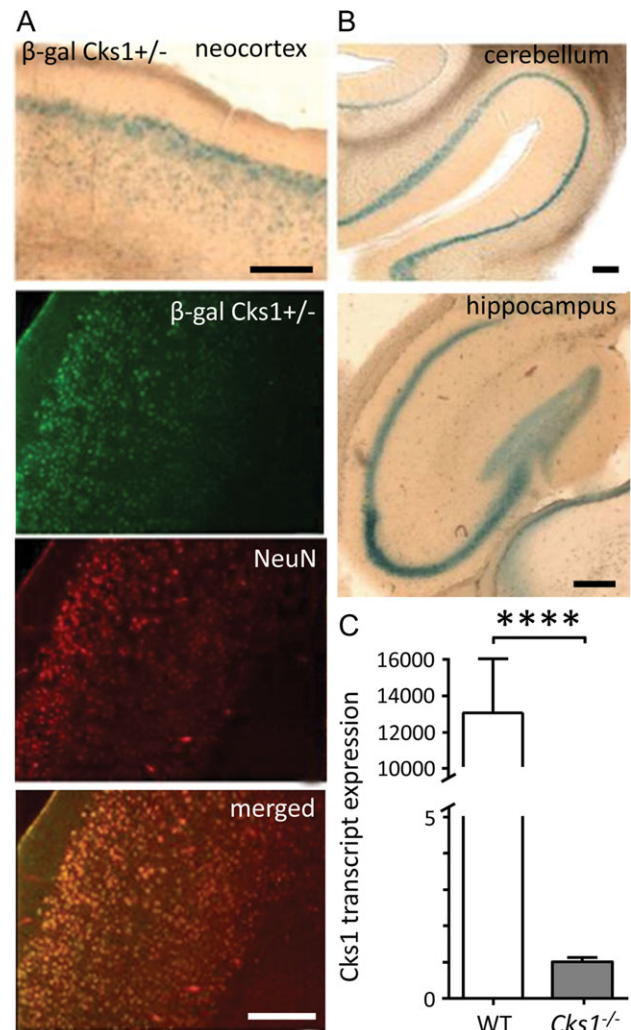 A
β-gal Cks1+/- neocortex
β-gal Cks1+/-
NeuN
merged
B
cerebellum
hippocampus
C
****
Cks1 transcript expression
16000
14000
12000
10000
5
0
WT Cks1-/-